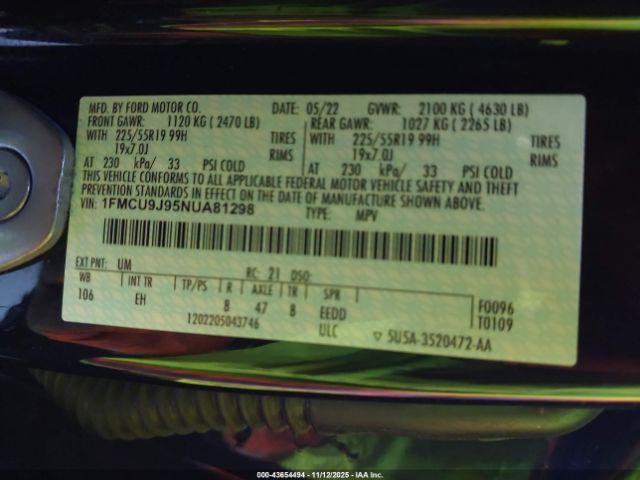 MFD. BY FORD MOTOR CO. DATE: 05/22 GVWR: 2100 KG ( 4630 LB)
FRONT GAWR: 1120 KG ( 2470 LB) REAR GAWR: 1027 KG ( 2265 LB)
WITH 225/55R19 99H TIRES WITH 225/55R19 99H TIRES
19x7.0J RIMS 19x7.0J RIMS
AT 230 kPa/ 33 PSI COLD AT 230 kPa/ 33 PSI COLD
THIS VEHICLE CONFORMS TO ALL APPLICABLE FEDERAL MOTOR VEHICLE SAFETY AND THEFT
PREVENTION STANDARDS IN EFFECT ON THE DATE OF MANUFACTURE SHOWN ABOVE.
VIN: 1FMCU9J95NUA81298 TYPE: MPV
EXT PNT: UM RC: 21 DSO:
WB INT TR TP/PS R AXLE TR SPR
106 EH 8 47 8 EEDD F0096
1202205043746 ULC T0109
5U5A-3520472-AA
000-43654494 - 11/12/2025 - IAA Inc.